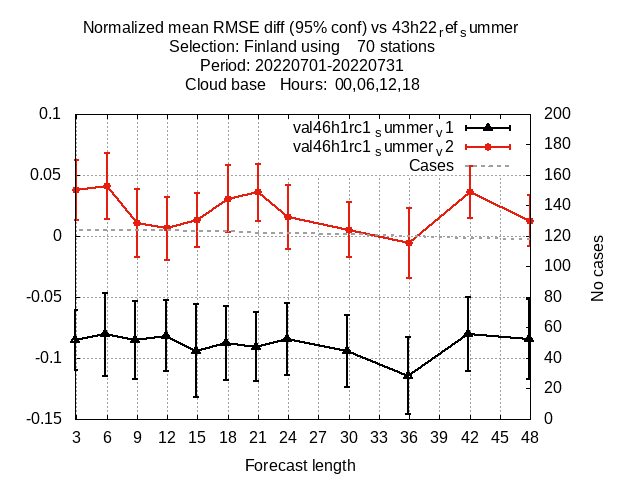 Normalized mean RMSE diff (95% conf) vs 43h22refsummer
Selection: Finland using 70 stations
Period: 20220701-20220731
Cloud base Hours: 00,06,12,18
0.1
0.05
0
-0.05
-0.1
-0.15
val46h1rc1summerv1
val46h1rc1summerv2
Cases
200
180
160
140
120
100
80
60
40
20
0
No cases
3 6 9 12 15 18 21 24 27 30 33 36 39 42 45 48
Forecast length